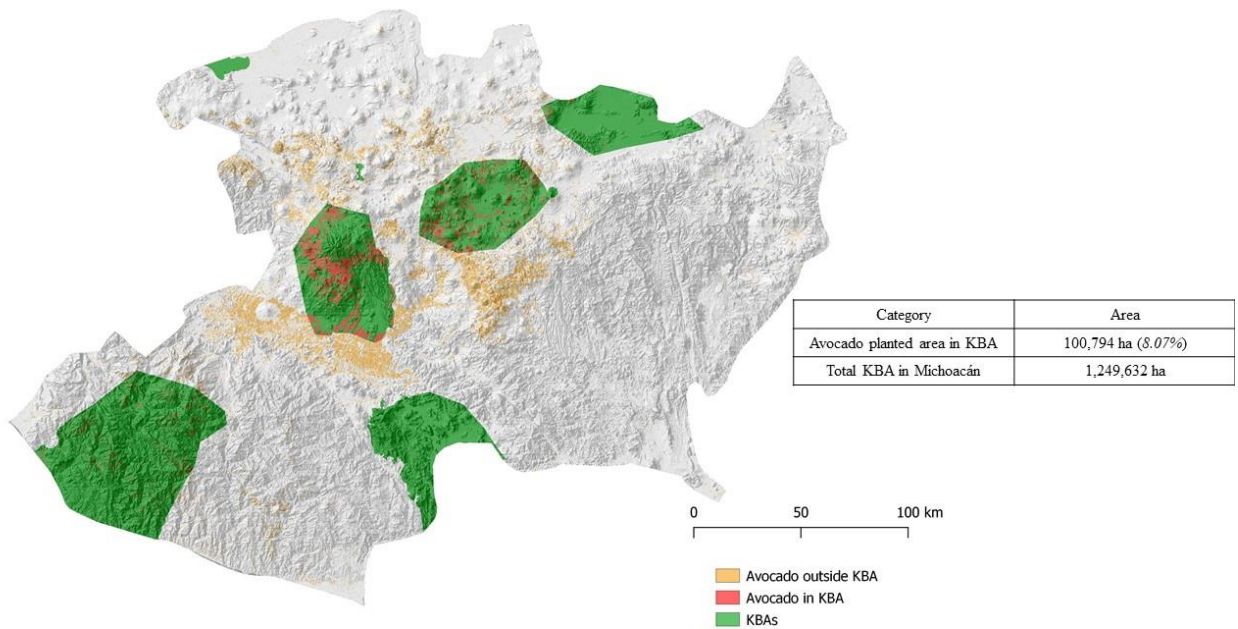 Category Area
Avocado planted area in KBA 100,794 ha (8.07%)
Total KBA in Michoacán 1,249,632 ha
0 50 100 km
Avocado outside KBA
Avocado in KBA
KBAs